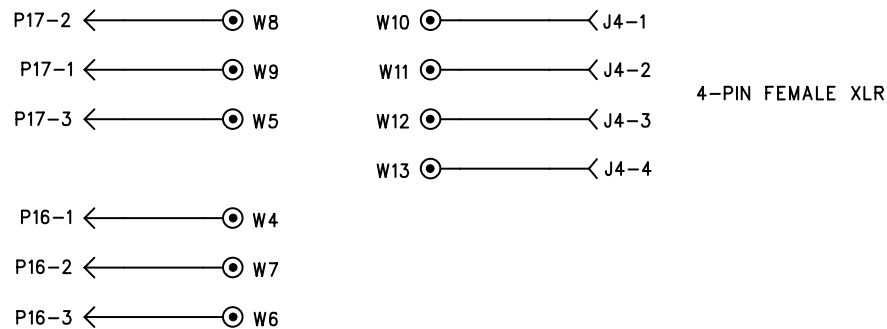 P17-2 W8 W10 J4-1
P17-1 W9 W11 J4-2
4-PIN FEMALE XLR
P17-3 W5 W12 J4-3
W13 J4-4
P16-1 W4
P16-2 W7
P16-3 W6